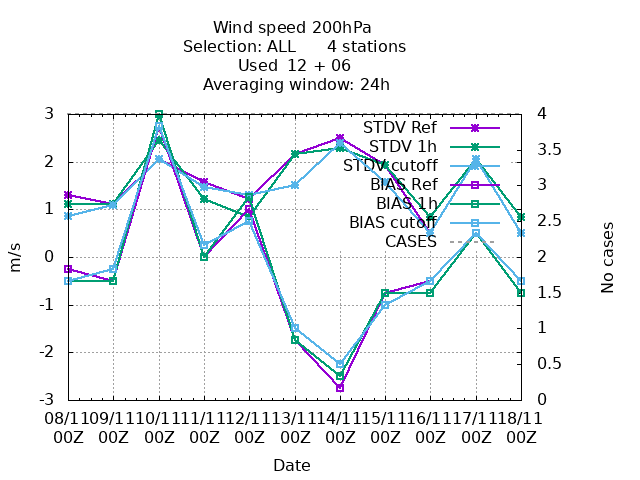 Wind speed 200hPa
Selection: ALL 4 stations
Used 12 + 06
Averaging window: 24h
3
2
1
0
-1
-2
-3
m/s
4
3.5
3
2.5
2
1.5
1
0.5
0
No cases
STDV Ref
STDV 1h
STDV cutoff
BIAS Ref
BIAS 1h
BIAS cutoff
CASES
08/11 09/11 10/11 11/11 12/11 13/11 14/11 15/11 16/11 17/11 18/11
00Z 00Z 00Z 00Z 00Z 00Z 00Z 00Z 00Z 00Z 00Z
Date